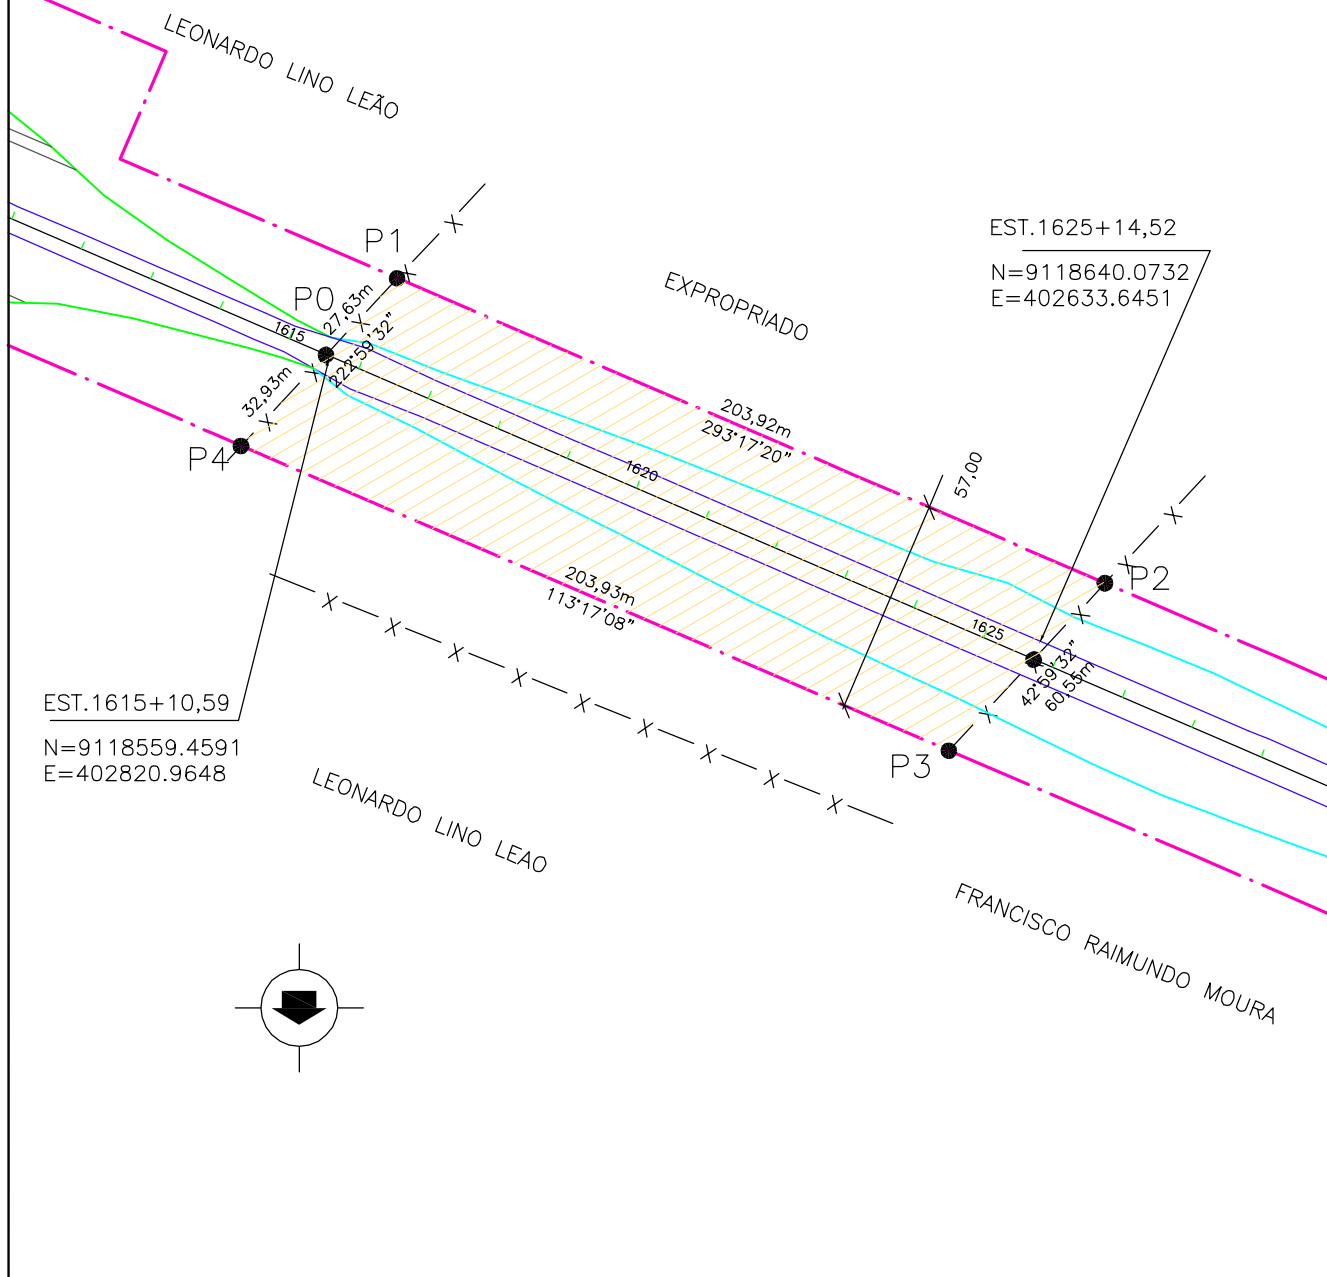 LEONARDO LINO LEÃO
P1
EST.1625+14,52
N=9118640.0732
E=402633.6451
EXPROPRIADO
P0
27,63m
222°59'32"
1615
32,93m
P4
203,92m
293°17'20"
1620
57,00
P2
203,93m
113°17'08"
1625
42°59'32"
60,55m
P3
EST.1615+10,59
N=9118559.4591
E=402820.9648
LEONARDO LINO LEAO
FRANCISCO RAIMUNDO MOURA